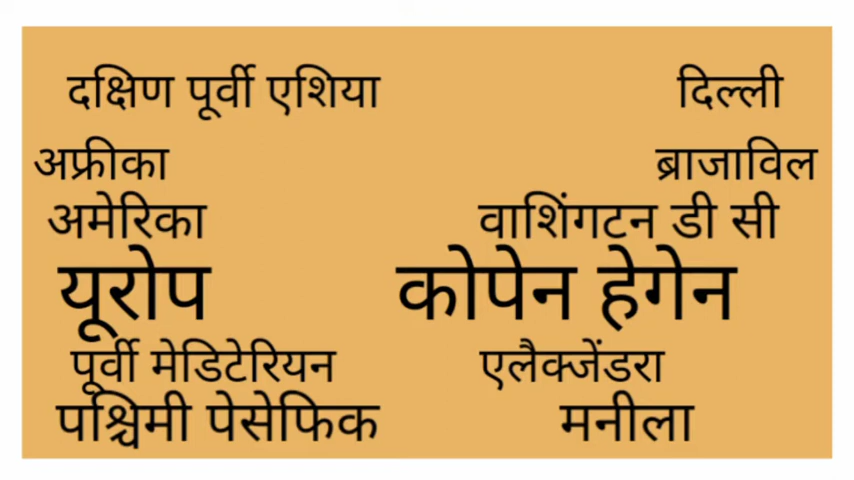 दक्षिण पूर्वी एशिया दिल्ली
अफ्रीका ब्राजाविल
अमेरिका वाशिंगटन डी सी
यूरोप कोपेन हेगेन
पूर्वी मेडिटेरियन एलैक्जेंडरा
पश्चिमी पेसेफिक मनीला